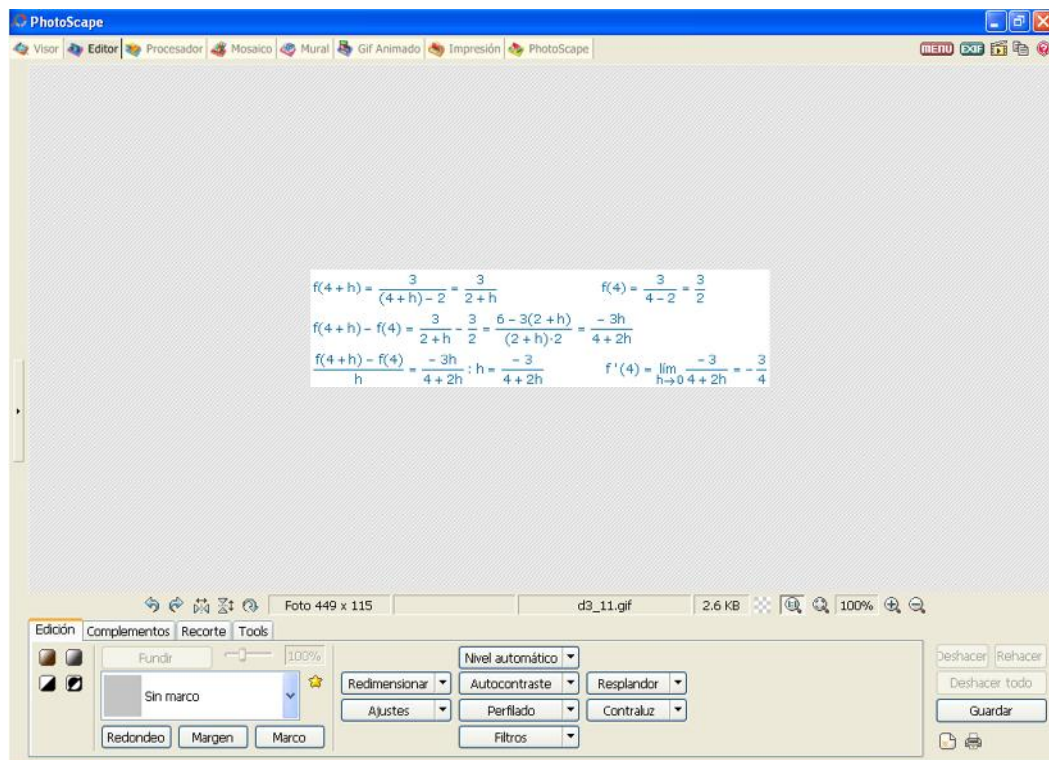 PhotoScape
Visor Editor Procesador Mosaico Mural Gif Animado Impresión PhotoScape MENU EXIF
f(4 + h) = 3/((4 + h) − 2) = 3/(2 + h) f(4) = 3/(4 − 2) = 3/2
f(4 + h) − f(4) = 3/(2 + h) − 3/2 = (6 − 3(2 + h))/((2 + h)·2) = − 3h/(4 + 2h)
(f(4 + h) − f(4))/h = − 3h/(4 + 2h) : h = − 3/(4 + 2h) f '(4) = lím h→0 − 3/(4 + 2h) = − 3/4
Foto 449 x 115 d3_11.gif 2.6 KB 100%
Edición Complementos Recorte Tools
Fundir 100% Nivel automático Deshacer Rehacer
Sin marco Redimensionar Autocontraste Resplandor Deshacer todo
Ajustes Perfilado Contraluz Guardar
Redondeo Margen Marco Filtros